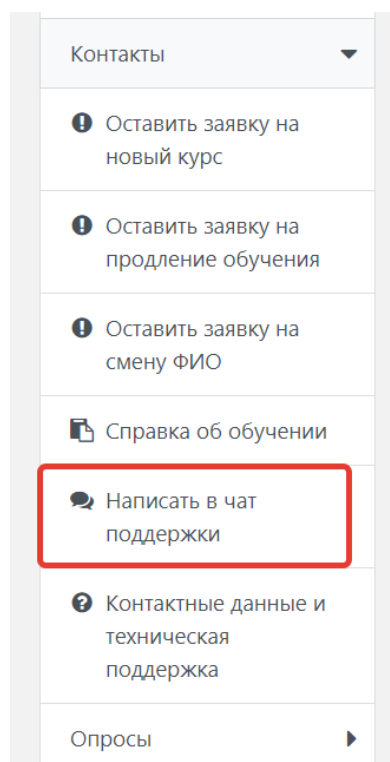 Контакты
Оставить заявку на
новый курс
Оставить заявку на
продление обучения
Оставить заявку на
смену ФИО
Справка об обучении
Написать в чат
поддержки
Контактные данные и
техническая
поддержка
Опросы